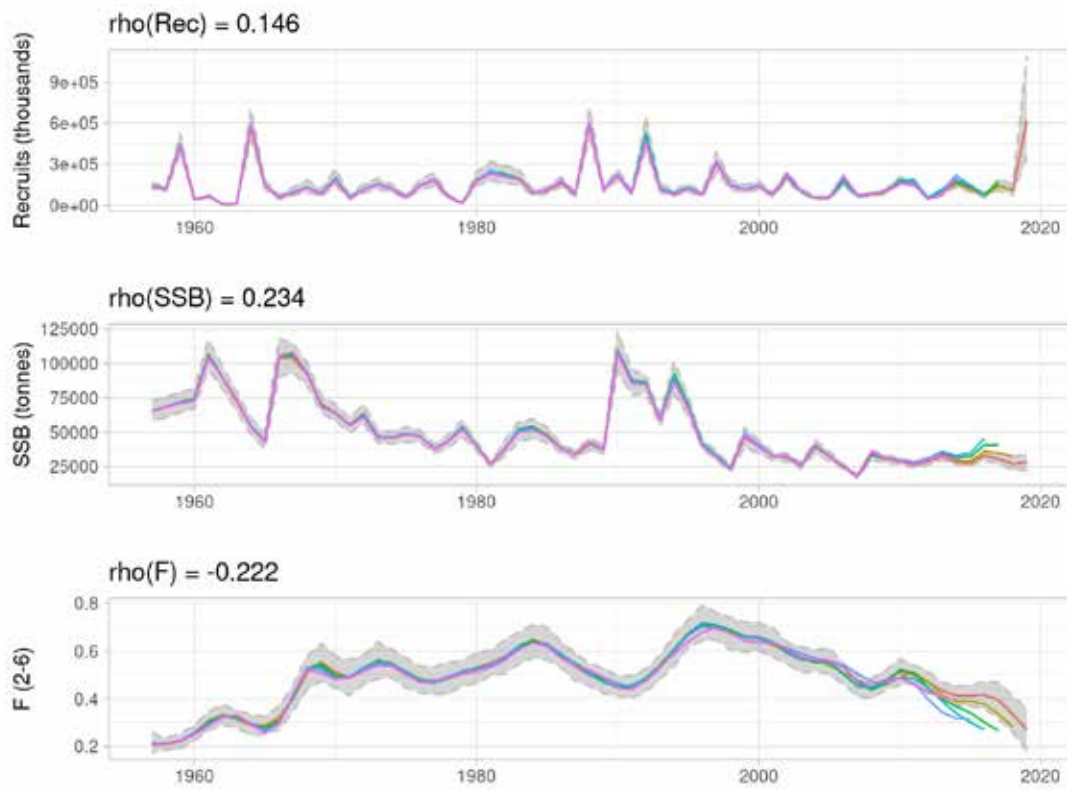 rho(Rec) = 0.146
Recruits (thousands)
9e+05
6e+05
3e+05
0e+00
1960 1980 2000 2020
rho(SSB) = 0.234
SSB (tonnes)
125000
100000
75000
50000
25000
1960 1980 2000 2020
rho(F) = -0.222
F (2-6)
0.8
0.6
0.4
0.2
1960 1980 2000 2020